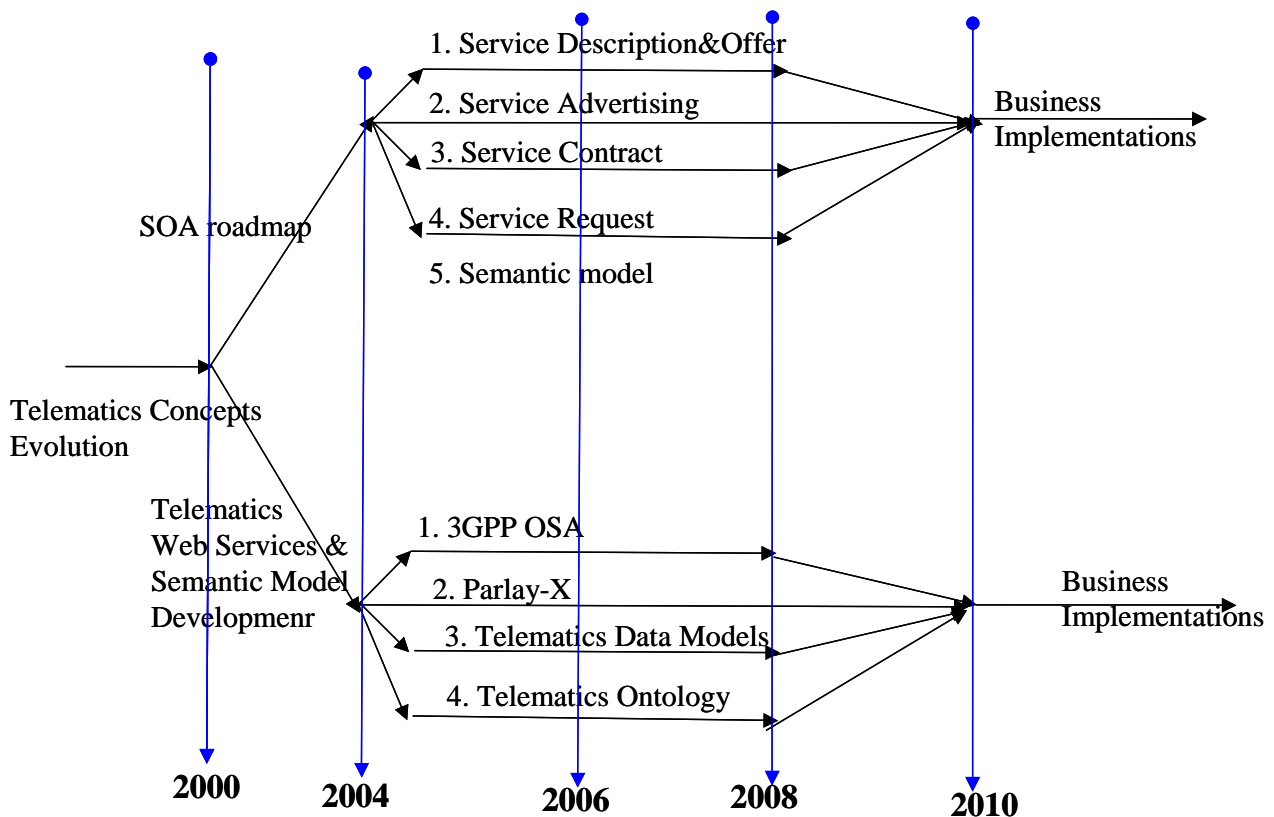 1. Service Description&Offer
2. Service Advertising
3. Service Contract
4. Service Request
5. Semantic model
Business
Implementations
SOA roadmap
Telematics Concepts
Evolution
Telematics
Web Services &
Semantic Model
Developmenr
1. 3GPP OSA
2. Parlay-X
3. Telematics Data Models
4. Telematics Ontology
Business
Implementations
2000
2004
2006
2008
2010